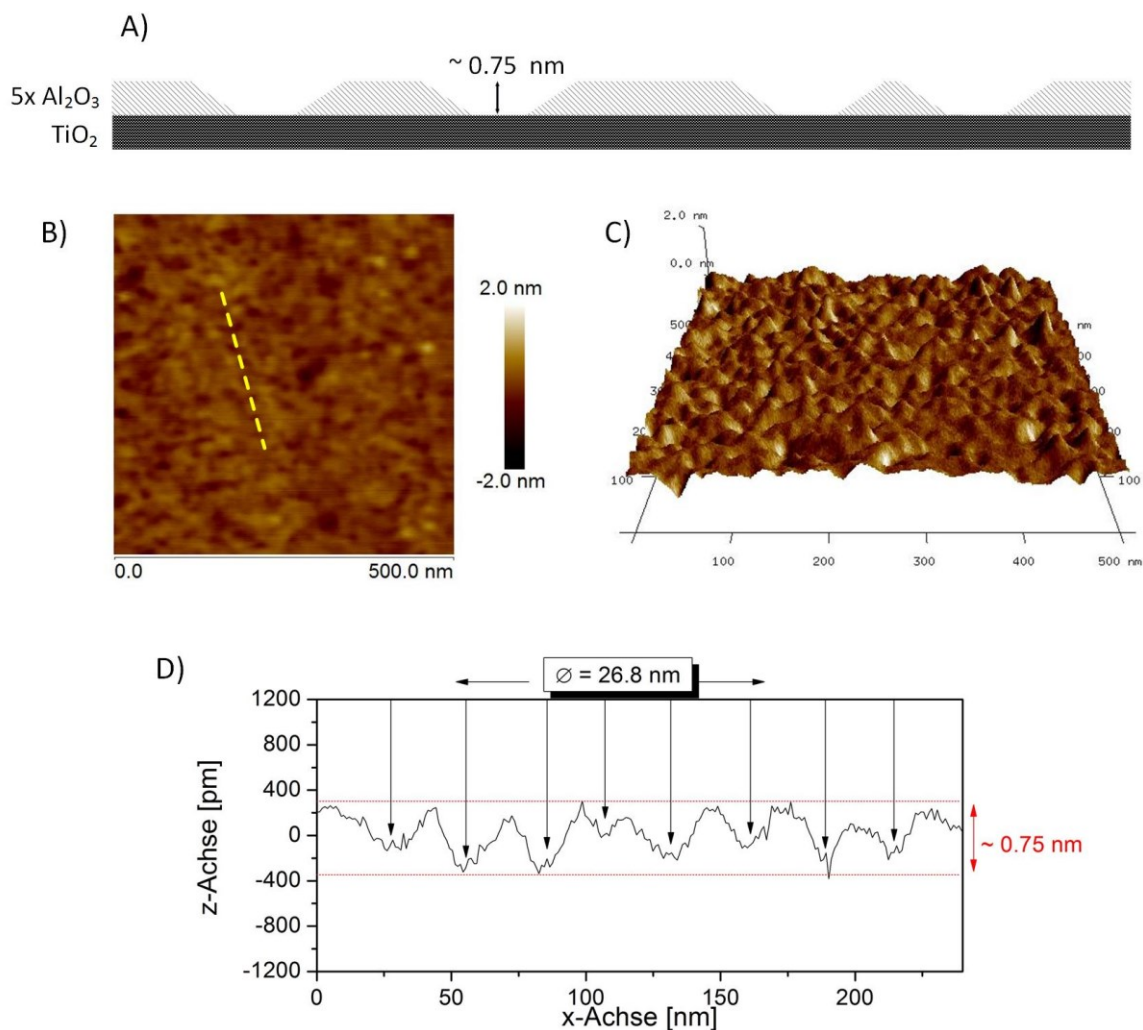 A)
~ 0.75 nm
5x Al₂O₃
TiO₂
B)
2.0 nm
-2.0 nm
0.0 500.0 nm
C)
2.0 nm
0.0 nm
100 100
100 200 300 400 500 nm
D)
∅ = 26.8 nm
1200
800
400
0
-400
-800
-1200
z-Achse [pm]
~ 0.75 nm
0 50 100 150 200
x-Achse [nm]